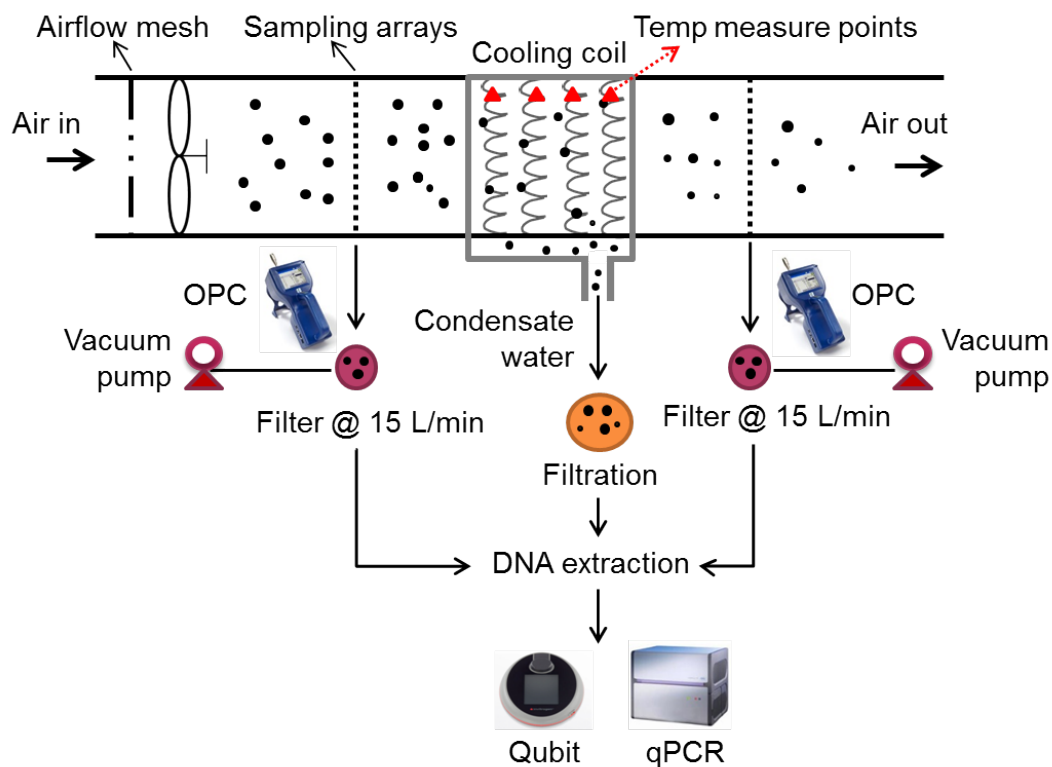 Airflow mesh
Sampling arrays
Cooling coil
Temp measure points
Air in
Air out
OPC
Vacuum
pump
Filter @ 15 L/min
Condensate
water
Filtration
OPC
Vacuum
pump
Filter @ 15 L/min
DNA extraction
Qubit
qPCR